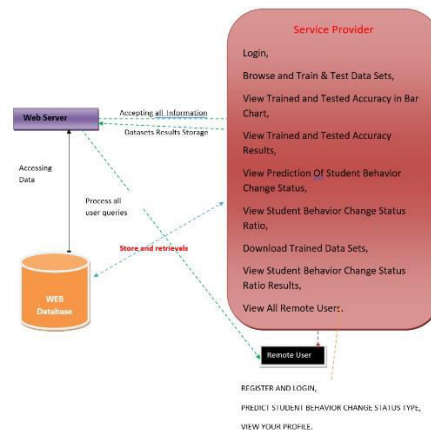 Service Provider
Login,
Browse and Train & Test Data Sets,
View Trained and Tested Accuracy in Bar
Chart,
View Trained and Tested Accuracy
Results,
View Prediction Of Student Behavior
Change Status,
View Student Behavior Change Status
Ratio,
Download Trained Data Sets,
View Student Behavior Change Status
Ratio Results,
View All Remote Users.
Web Server
Accepting all Information
Datasets Results Storage
Accessing
Data
Process all
user queries
Store and retrievals
WEB
Database
Remote User
REGISTER AND LOGIN,
PREDICT STUDENT BEHAVIOR CHANGE STATUS TYPE,
VIEW YOUR PROFILE.